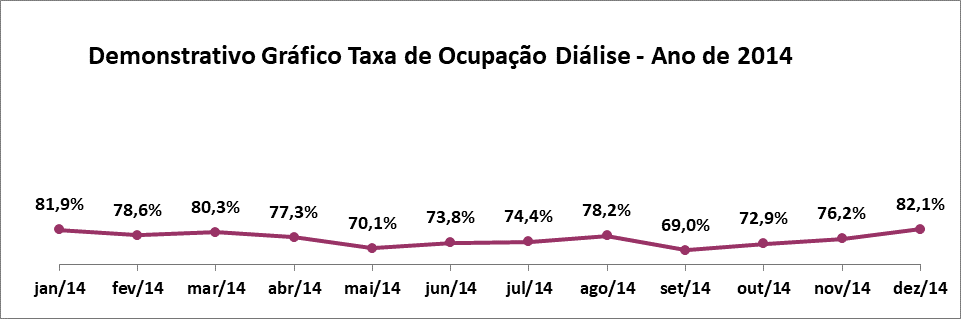 Demonstrativo Gráfico Taxa de Ocupação Diálise - Ano de 2014
81,9% 78,6% 80,3% 77,3% 70,1% 73,8% 74,4% 78,2% 69,0% 72,9% 76,2% 82,1%
jan/14 fev/14 mar/14 abr/14 mai/14 jun/14 jul/14 ago/14 set/14 out/14 nov/14 dez/14